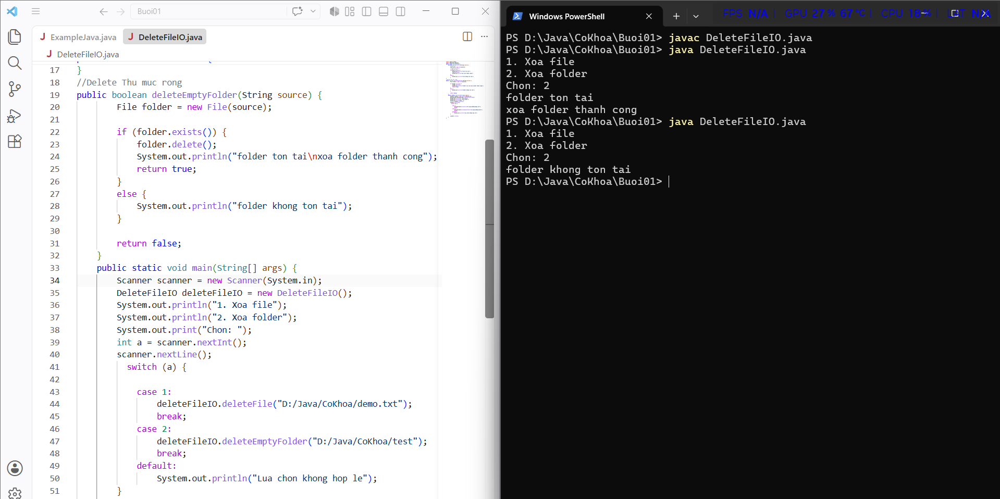 Buoi01
ExampleJava.java
DeleteFileIO.java
DeleteFileIO.java
17 }
18 //Delete Thu muc rong
19 public boolean deleteEmptyFolder(String source) {
20 File folder = new File(source);
21
22 if (folder.exists()) {
23 folder.delete();
24 System.out.println("folder ton tai\nxoa folder thanh cong");
25 return true;
26 }
27 else {
28 System.out.println("folder khong ton tai");
29 }
30
31 return false;
32 }
33 public static void main(String[] args) {
34 Scanner scanner = new Scanner(System.in);
35 DeleteFileIO deleteFileIO = new DeleteFileIO();
36 System.out.println("1. Xoa file");
37 System.out.println("2. Xoa folder");
38 System.out.print("Chon: ");
39 int a = scanner.nextInt();
40 scanner.nextLine();
41 switch (a) {
42
43 case 1:
44 deleteFileIO.deleteFile("D:/Java/CoKhoa/demo.txt");
45 break;
46 case 2:
47 deleteFileIO.deleteEmptyFolder("D:/Java/CoKhoa/test");
48 break;
49 default:
50 System.out.println("Lua chon khong hop le");
51 }
Windows PowerShell
FPS N/A | GPU 27 % 67 °C | CPU 18 % | LAT N/A
PS D:\Java\CoKhoa\Buoi01> javac DeleteFileIO.java
PS D:\Java\CoKhoa\Buoi01> java DeleteFileIO.java
1. Xoa file
2. Xoa folder
Chon: 2
folder ton tai
xoa folder thanh cong
PS D:\Java\CoKhoa\Buoi01> java DeleteFileIO.java
1. Xoa file
2. Xoa folder
Chon: 2
folder khong ton tai
PS D:\Java\CoKhoa\Buoi01>